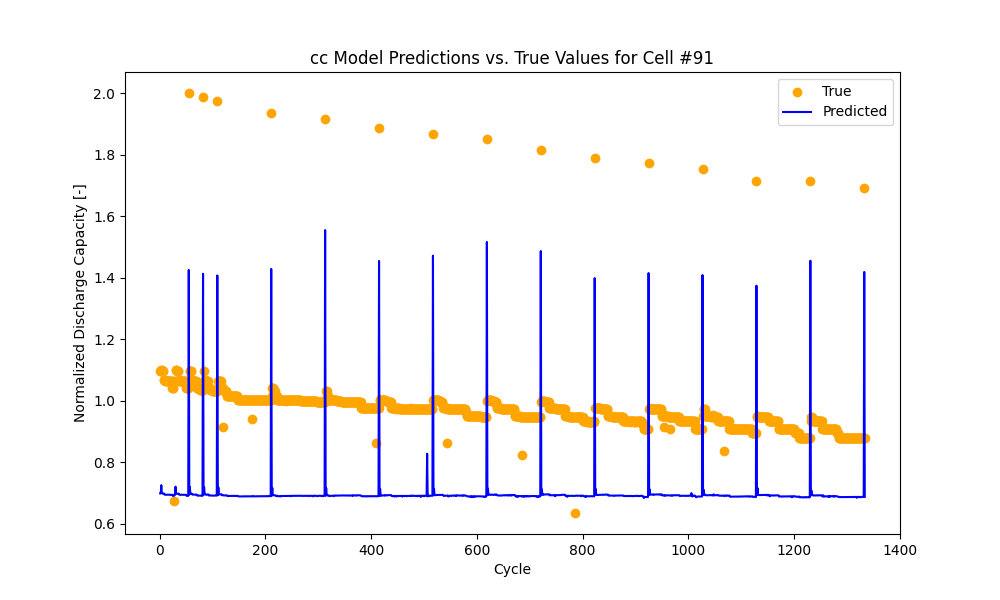 cc Model Predictions vs. True Values for Cell #91
True
Predicted
Normalized Discharge Capacity [-]
2.0
1.8
1.6
1.4
1.2
1.0
0.8
0.6
0 200 400 600 800 1000 1200 1400
Cycle